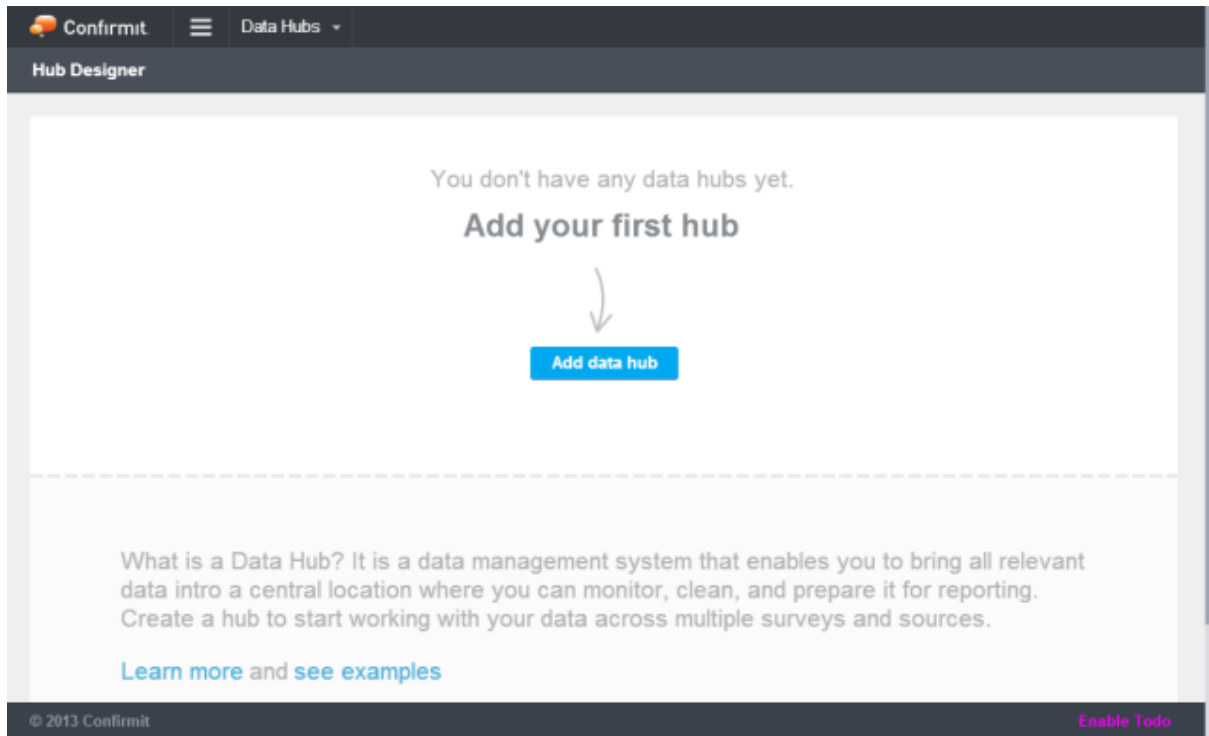 Confirmit
Data Hubs
Hub Designer
You don't have any data hubs yet.
Add your first hub
Add data hub
What is a Data Hub? It is a data management system that enables you to bring all relevant
data intro a central location where you can monitor, clean, and prepare it for reporting.
Create a hub to start working with your data across multiple surveys and sources.
Learn more and see examples
© 2013 Confirmit
Enable Todo